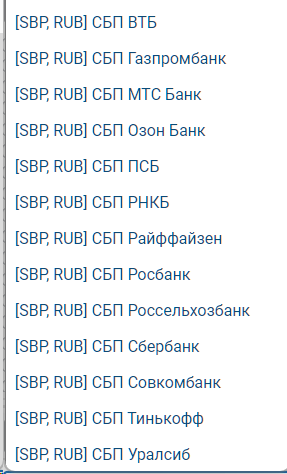 [SBP, RUB] СБП ВТБ
[SBP, RUB] СБП Газпромбанк
[SBP, RUB] СБП МТС Банк
[SBP, RUB] СБП Озон Банк
[SBP, RUB] СБП ПСБ
[SBP, RUB] СБП РНКБ
[SBP, RUB] СБП Райффайзен
[SBP, RUB] СБП Росбанк
[SBP, RUB] СБП Россельхозбанк
[SBP, RUB] СБП Сбербанк
[SBP, RUB] СБП Совкомбанк
[SBP, RUB] СБП Тинькофф
[SBP, RUB] СБП Уралсиб